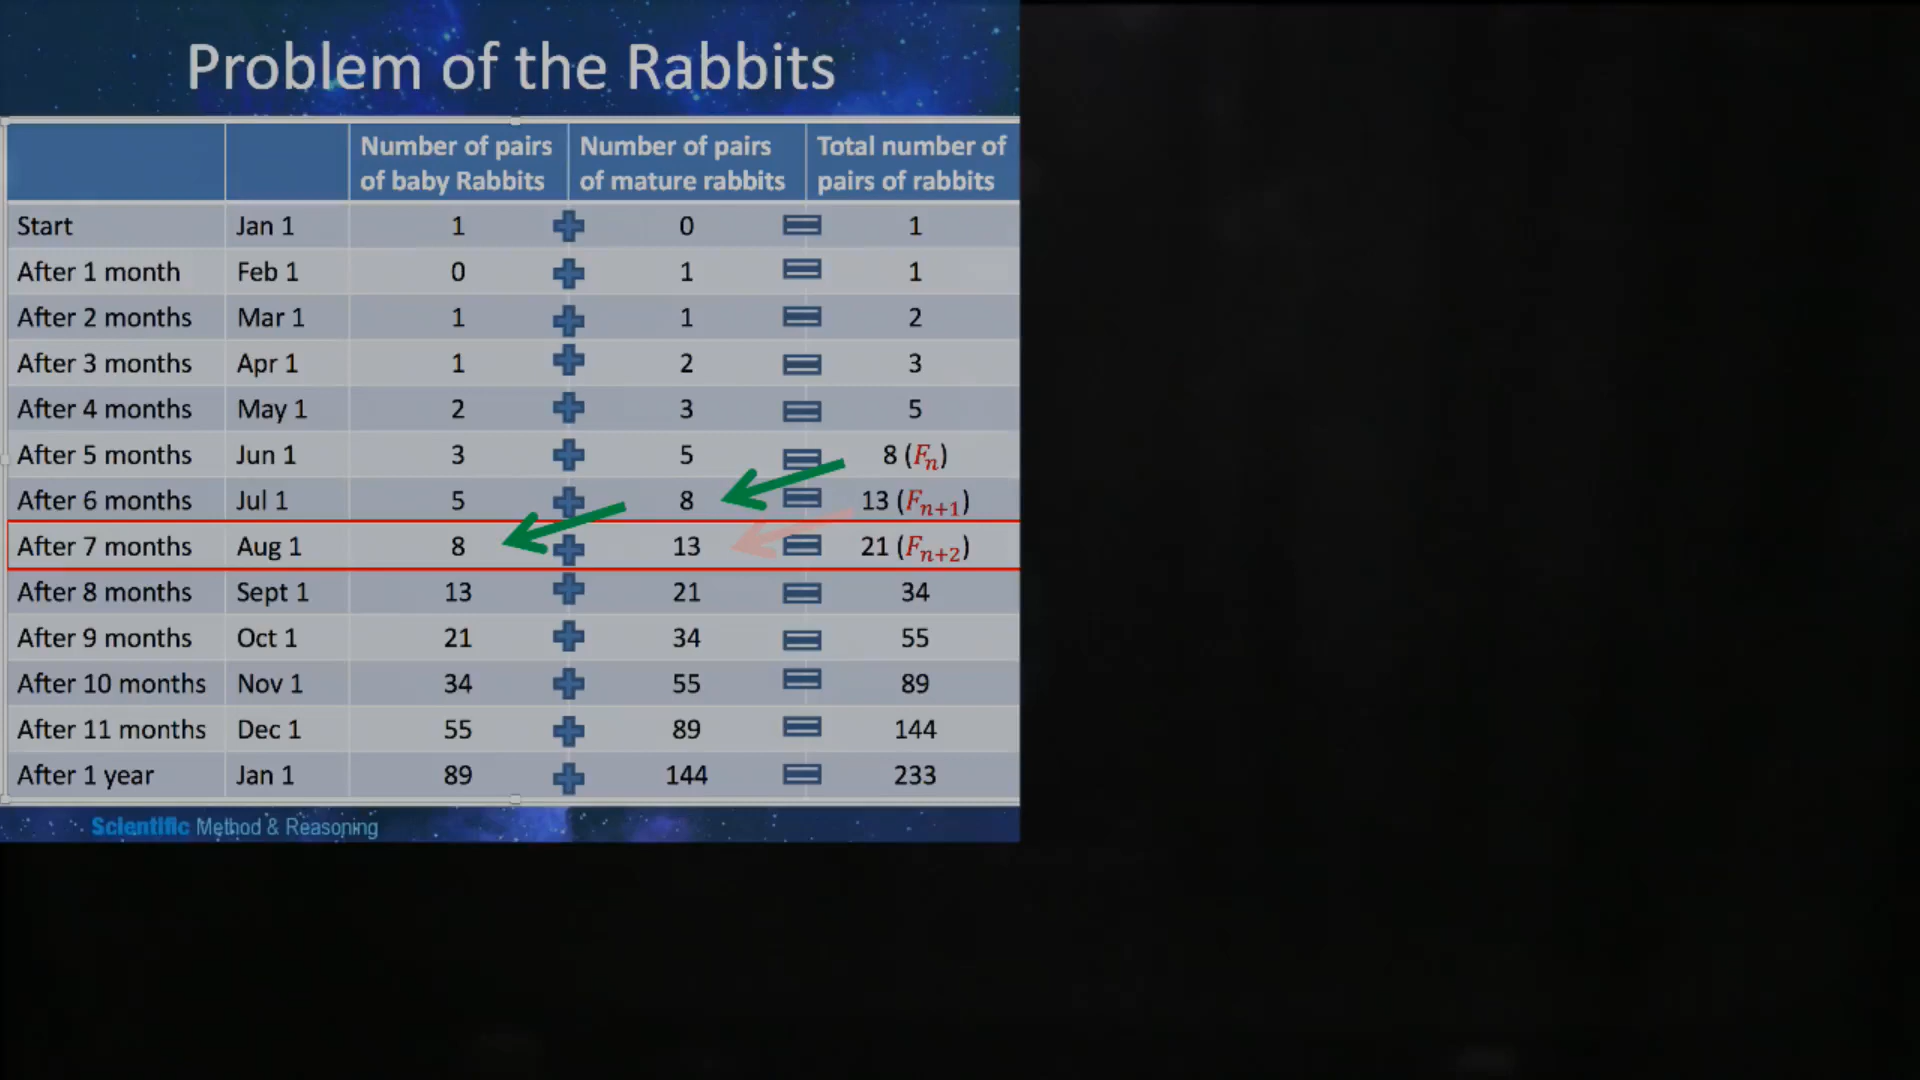 Problem of the Rabbits
Number of pairs of baby Rabbits Number of pairs of mature rabbits Total number of pairs of rabbits
Start Jan 1 1 0 1
After 1 month Feb 1 0 1 1
After 2 months Mar 1 1 1 2
After 3 months Apr 1 1 2 3
After 4 months May 1 2 3 5
After 5 months Jun 1 3 5 8 (Fn)
After 6 months Jul 1 5 8 13 (Fn+1)
After 7 months Aug 1 8 13 21 (Fn+2)
After 8 months Sept 1 13 21 34
After 9 months Oct 1 21 34 55
After 10 months Nov 1 34 55 89
After 11 months Dec 1 55 89 144
After 1 year Jan 1 89 144 233
Scientific Method & Reasoning